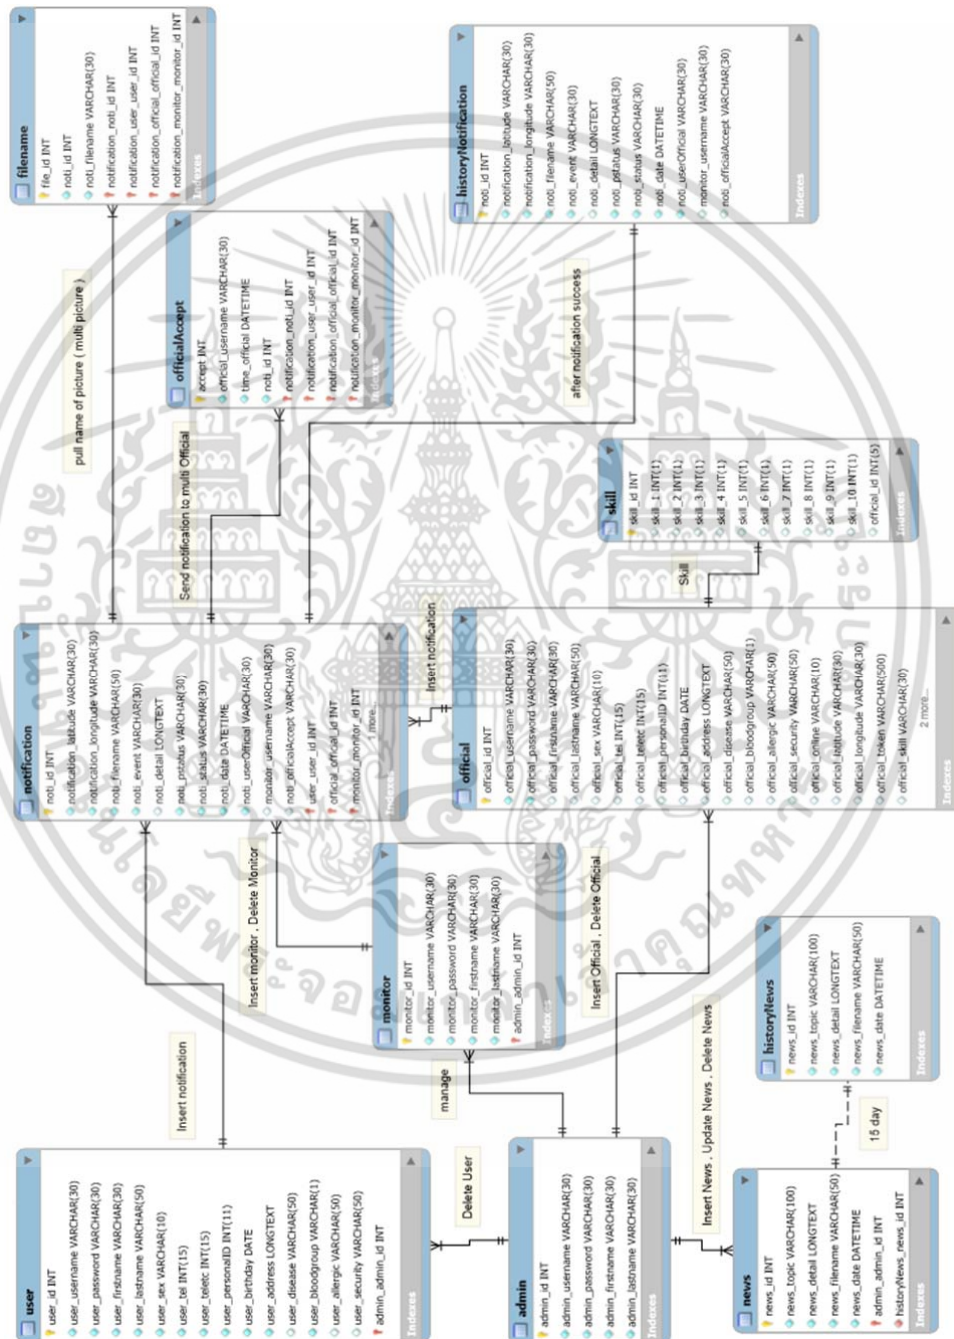 filename
file_id INT
noti_id INT
noti_filename VARCHAR(30)
notification_noti_id INT
notification_user_user_id INT
notification_official_official_id INT
notification_monitor_monitor_id INT
Indexes
pull name of picture ( multi picture )
officialAccept
accept INT
official_username VARCHAR(30)
time_official DATETIME
noti_id INT
notification_noti_id INT
notification_user_user_id INT
notification_official_official_id INT
notification_monitor_monitor_id INT
Indexes
Send notification to multi Official
historyNotification
noti_id INT
notification_latitude VARCHAR(30)
notification_longitude VARCHAR(30)
noti_filename VARCHAR(50)
noti_event VARCHAR(30)
noti_detail LONGTEXT
noti_pstatus VARCHAR(30)
noti_status VARCHAR(30)
noti_date DATETIME
noti_userOfficial VARCHAR(30)
monitor_username VARCHAR(30)
noti_officialAccept VARCHAR(30)
Indexes
after notification success
notification
noti_id INT
notification_latitude VARCHAR(30)
notification_longitude VARCHAR(30)
noti_filename VARCHAR(50)
noti_event VARCHAR(30)
noti_detail LONGTEXT
noti_pstatus VARCHAR(30)
noti_status VARCHAR(30)
noti_date DATETIME
noti_userOfficial VARCHAR(30)
monitor_username VARCHAR(30)
noti_officialAccept VARCHAR(30)
user_user_id INT
official_official_id INT
monitor_monitor_id INT
1 more...
Indexes
Insert notification
official
official_id INT
official_username VARCHAR(30)
official_password VARCHAR(30)
official_firstname VARCHAR(30)
official_lastname VARCHAR(50)
official_sex VARCHAR(10)
official_tel INT(15)
official_teletc INT(15)
official_personalID INT(11)
official_birthday DATE
official_address LONGTEXT
official_disease VARCHAR(50)
official_bloodgroup VARCHAR(1)
official_allergic VARCHAR(50)
official_security VARCHAR(50)
official_online VARCHAR(10)
official_latitude VARCHAR(30)
official_longitude VARCHAR(30)
official_token VARCHAR(500)
official_skill VARCHAR(30)
2 more...
Indexes
Skill
skill
skill_id INT
skill_1 INT(1)
skill_2 INT(1)
skill_3 INT(1)
skill_4 INT(1)
skill_5 INT(1)
skill_6 INT(1)
skill_7 INT(1)
skill_8 INT(1)
skill_9 INT(1)
skill_10 INT(1)
official_id INT(5)
Indexes
Insert notification
Insert monitor , Delete Monitor
monitor
monitor_id INT
monitor_username VARCHAR(30)
monitor_password VARCHAR(30)
monitor_firstname VARCHAR(30)
monitor_lastname VARCHAR(30)
admin_admin_id INT
Indexes
manage
Insert Official , Delete Official
user
user_id INT
user_username VARCHAR(30)
user_password VARCHAR(30)
user_firstname VARCHAR(30)
user_lastname VARCHAR(50)
user_sex VARCHAR(10)
user_tel INT(15)
user_teletc INT(15)
user_personalID INT(11)
user_birthday DATE
user_address LONGTEXT
user_disease VARCHAR(50)
user_bloodgroup VARCHAR(1)
user_allergic VARCHAR(50)
user_security VARCHAR(50)
admin_admin_id INT
Indexes
Delete User
admin
admin_id INT
admin_username VARCHAR(30)
admin_password VARCHAR(30)
admin_firstname VARCHAR(30)
admin_lastname VARCHAR(30)
Indexes
Insert News , Update News , Delete News
news
news_id INT
news_topic VARCHAR(100)
news_detail LONGTEXT
news_filename VARCHAR(50)
news_date DATETIME
admin_admin_id INT
historyNews_news_id INT
Indexes
15 day
historyNews
news_id INT
news_topic VARCHAR(100)
news_detail LONGTEXT
news_filename VARCHAR(50)
news_date DATETIME
Indexes